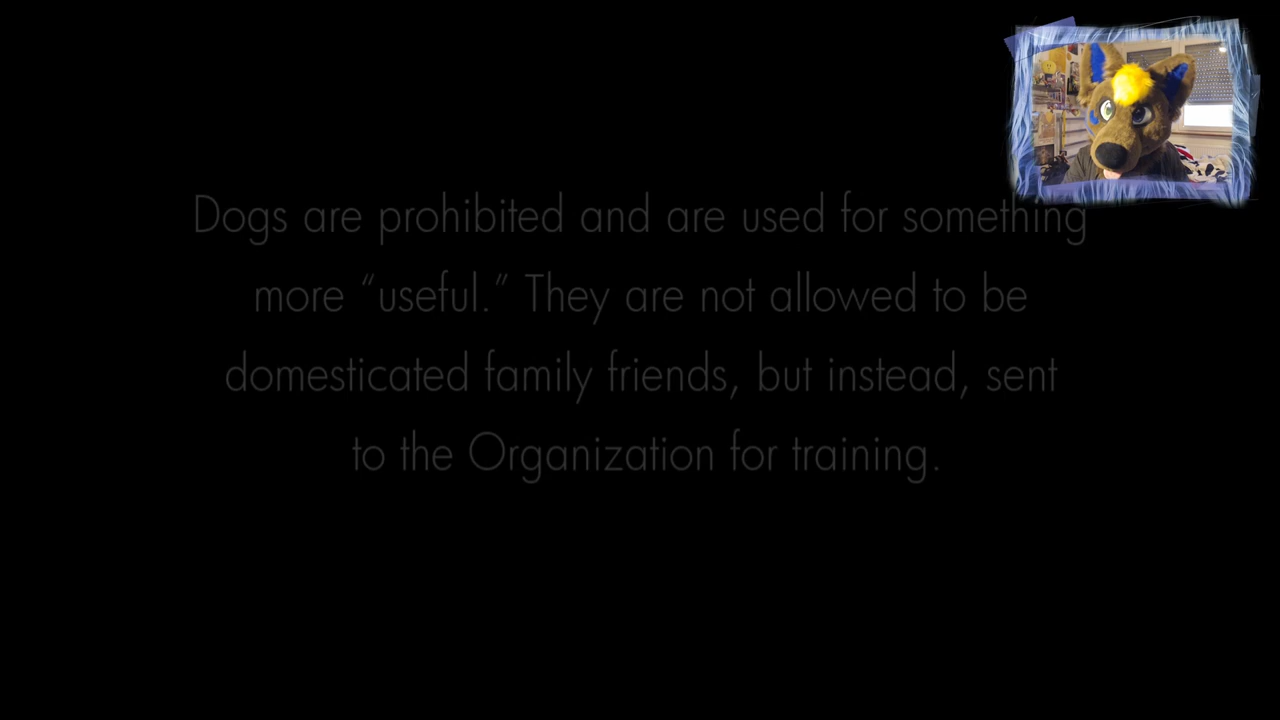 Dogs are prohibited and are used for something
more “useful.” They are not allowed to be
domesticated family friends, but instead, sent
to the Organization for training.